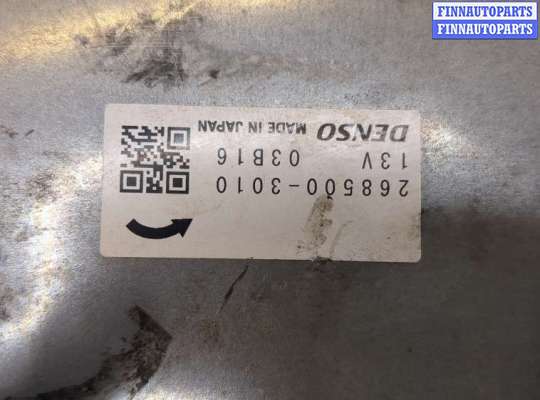 FINNAUTOPARTS
FINNAUTOPARTS
268500-3010
13V 03B16
DENSO MADE IN JAPAN